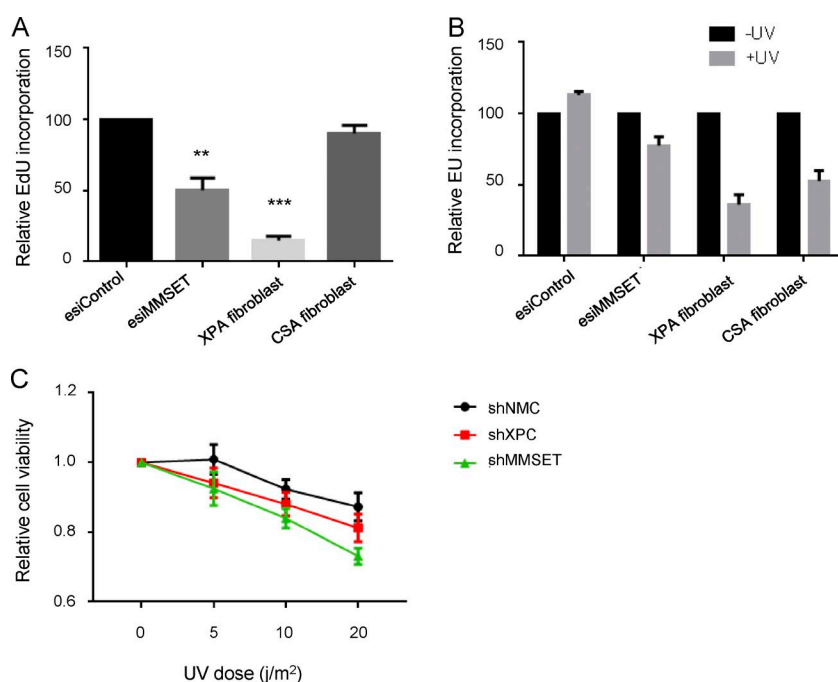 A
Relative EdU incorporation
150
100
50
0
**
***
esiControl
esiMMSET
XPA fibroblast
CSA fibroblast
B
Relative EU incorporation
150
100
50
0
-UV
+UV
esiControl
esiMMSET
XPA fibroblast
CSA fibroblast
C
Relative cell viability
1.2
1.0
0.8
0.6
0
5
10
20
UV dose (j/m²)
shNMC
shXPC
shMMSET